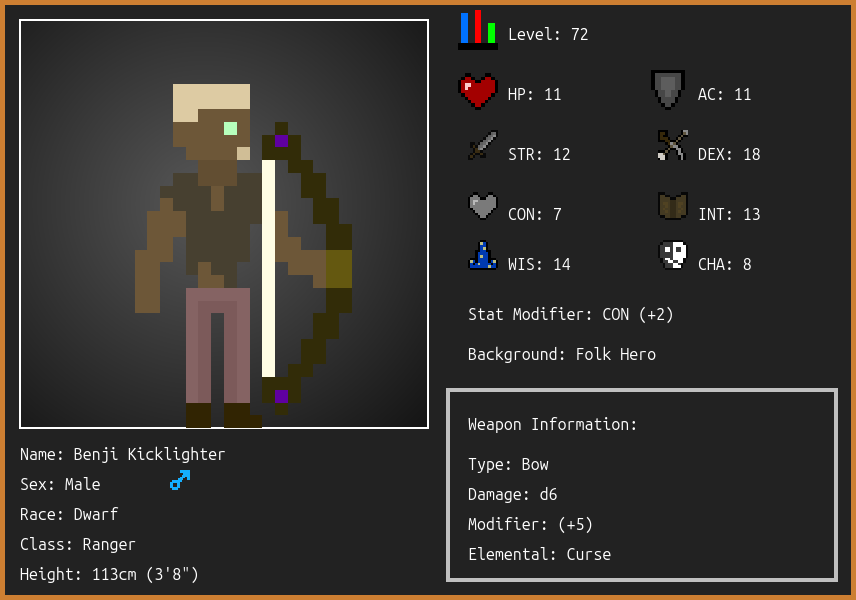 Level: 72
HP: 11
AC: 11
STR: 12
DEX: 18
CON: 7
INT: 13
WIS: 14
CHA: 8
Stat Modifier: CON (+2)
Background: Folk Hero
Weapon Information:
Type: Bow
Damage: d6
Modifier: (+5)
Elemental: Curse
Name: Benji Kicklighter
Sex: Male
Race: Dwarf
Class: Ranger
Height: 113cm (3'8")